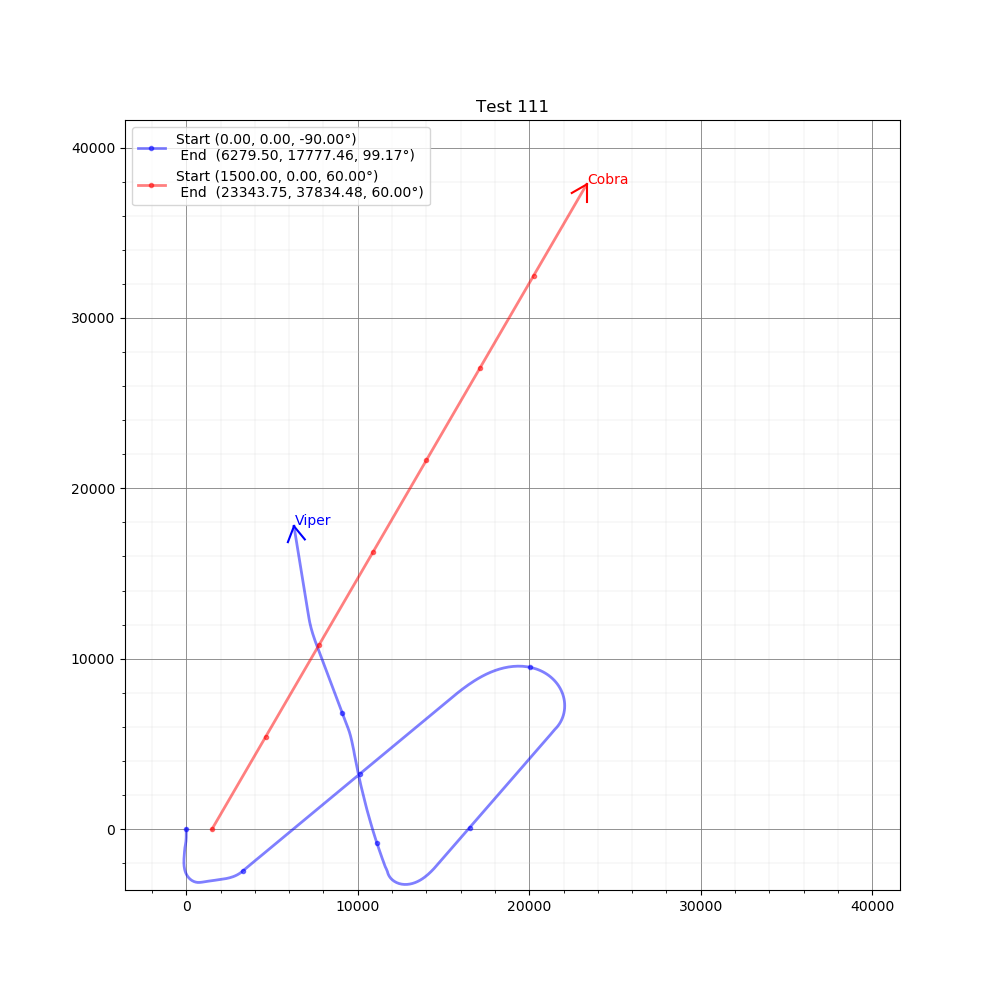 Test 111
Start (0.00, 0.00, -90.00°)
End (6279.50, 17777.46, 99.17°)
Start (1500.00, 0.00, 60.00°)
End (23343.75, 37834.48, 60.00°)
40000
30000
20000
10000
0
Cobra
Viper
0 10000 20000 30000 40000